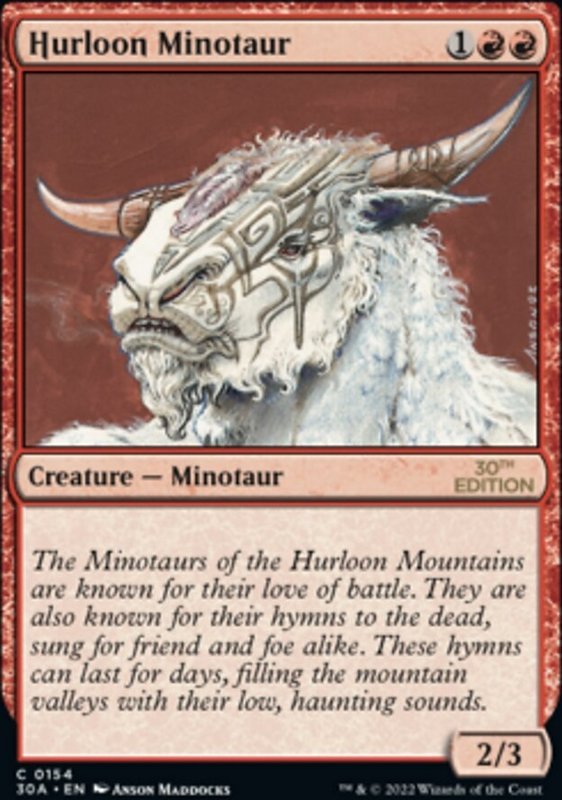 Hurloon Minotaur 1
ANSON93
Creature — Minotaur
30TH
EDITION
The Minotaurs of the Hurloon Mountains
are known for their love of battle. They are
also known for their hymns to the dead,
sung for friend and foe alike. These hymns
can last for days, filling the mountain
valleys with their low, haunting sounds.
2/3
C 0154
30A • EN Anson Maddocks
™ & © 2022 Wizards of the Coast